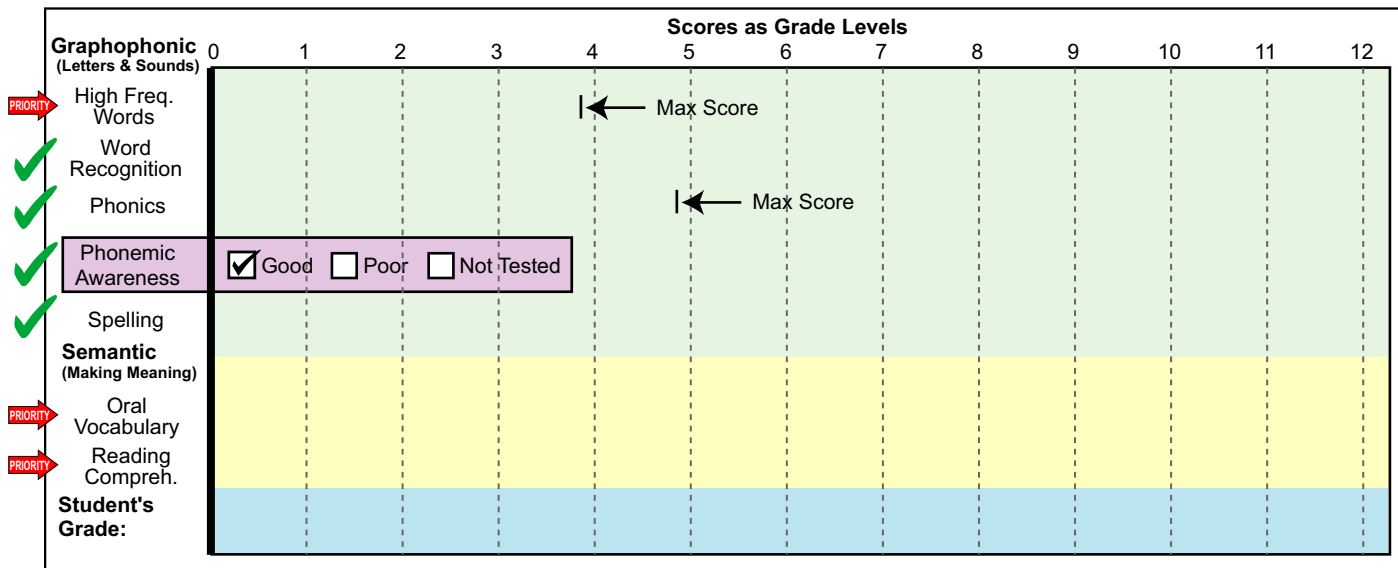 Scores as Grade Levels
Graphophonic
(Letters & Sounds)
0 1 2 3 4 5 6 7 8 9 10 11 12
PRIORITY
High Freq.
Words
Max Score
Word
Recognition
Phonics
Max Score
Phonemic
Awareness
Good Poor Not Tested
Spelling
Semantic
(Making Meaning)
PRIORITY
Oral
Vocabulary
PRIORITY
Reading
Compreh.
Student's
Grade: